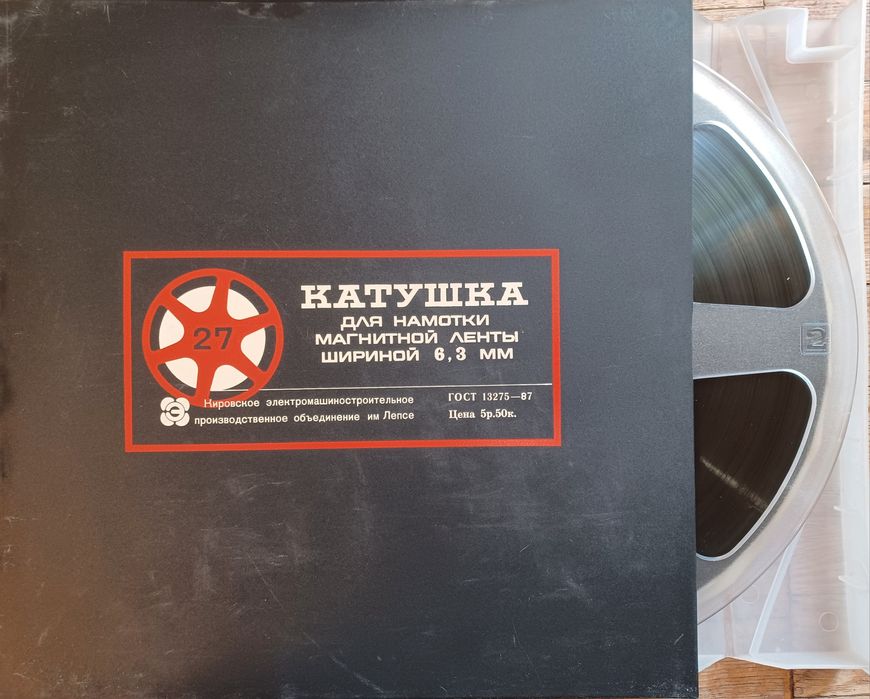 КАТУШКА
ДЛЯ НАМОТКИ
МАГНИТНОЙ ЛЕНТЫ
ШИРИНОЙ 6,3 ММ
27
Кировское электромашиностроительное
производственное объединение им Лепсе
ГОСТ 13275—87
Цена 5р.50к.
2